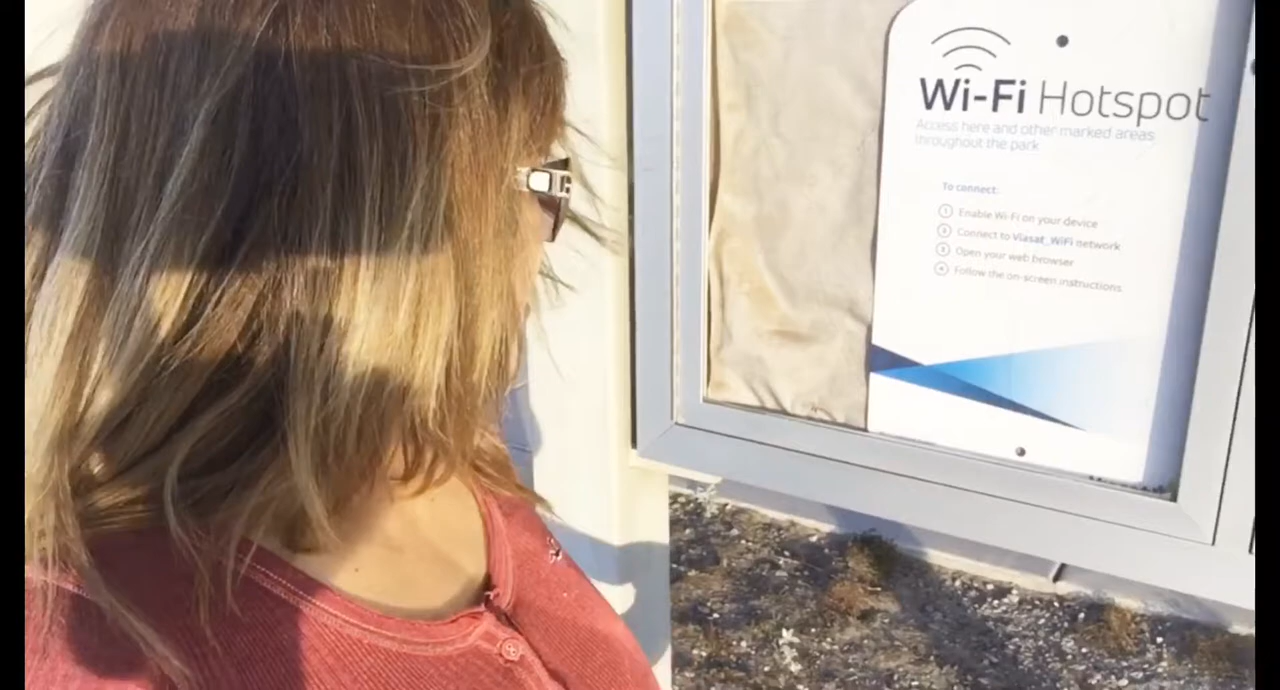 Wi-Fi Hotspot
Access here and other marked areas
throughout the park
To connect:
1 Enable Wi-Fi on your device
2 Connect to Viasat_WiFi network
3 Open your web browser
4 Follow the on-screen instructions